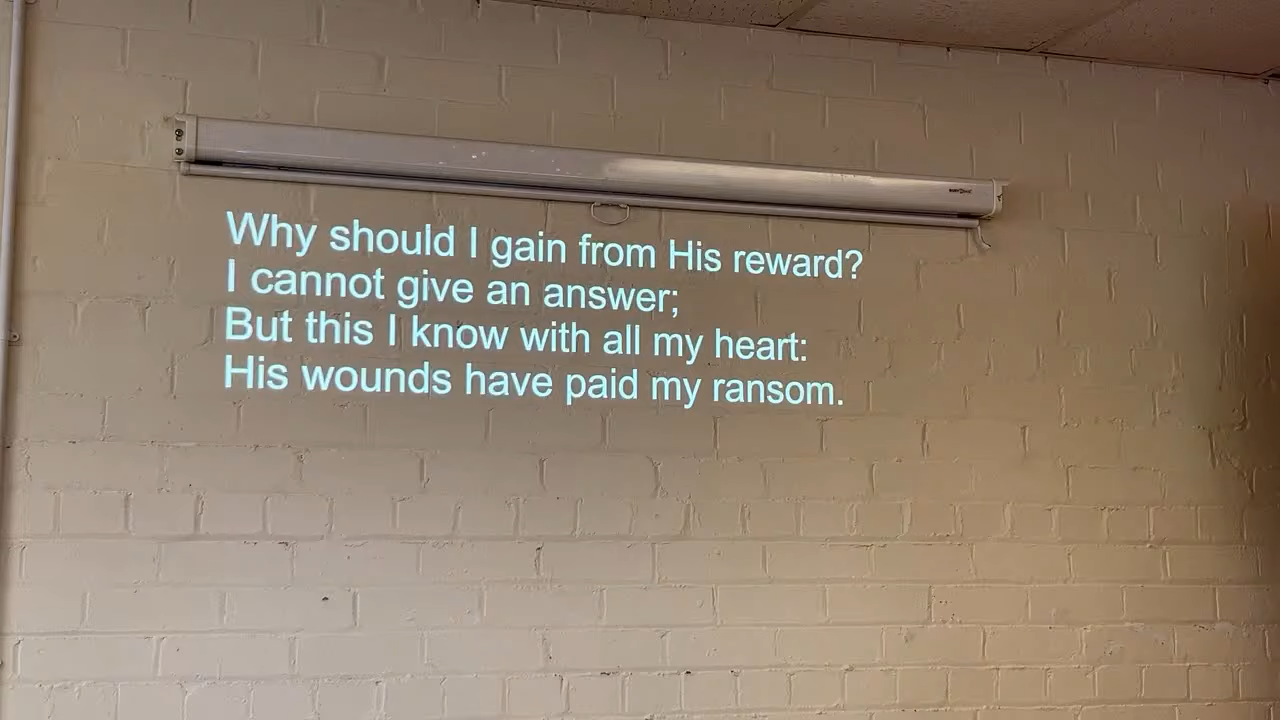 Why should I gain from His reward?
I cannot give an answer;
But this I know with all my heart:
His wounds have paid my ransom.